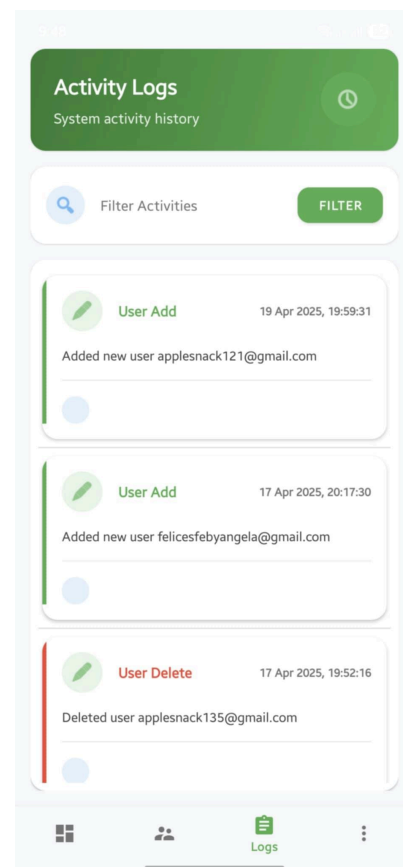 Activity Logs
System activity history
Filter Activities
FILTER
User Add
19 Apr 2025, 19:59:31
Added new user applesnack121@gmail.com
User Add
17 Apr 2025, 20:17:30
Added new user felicesfebyangela@gmail.com
User Delete
17 Apr 2025, 19:52:16
Deleted user applesnack135@gmail.com
Logs